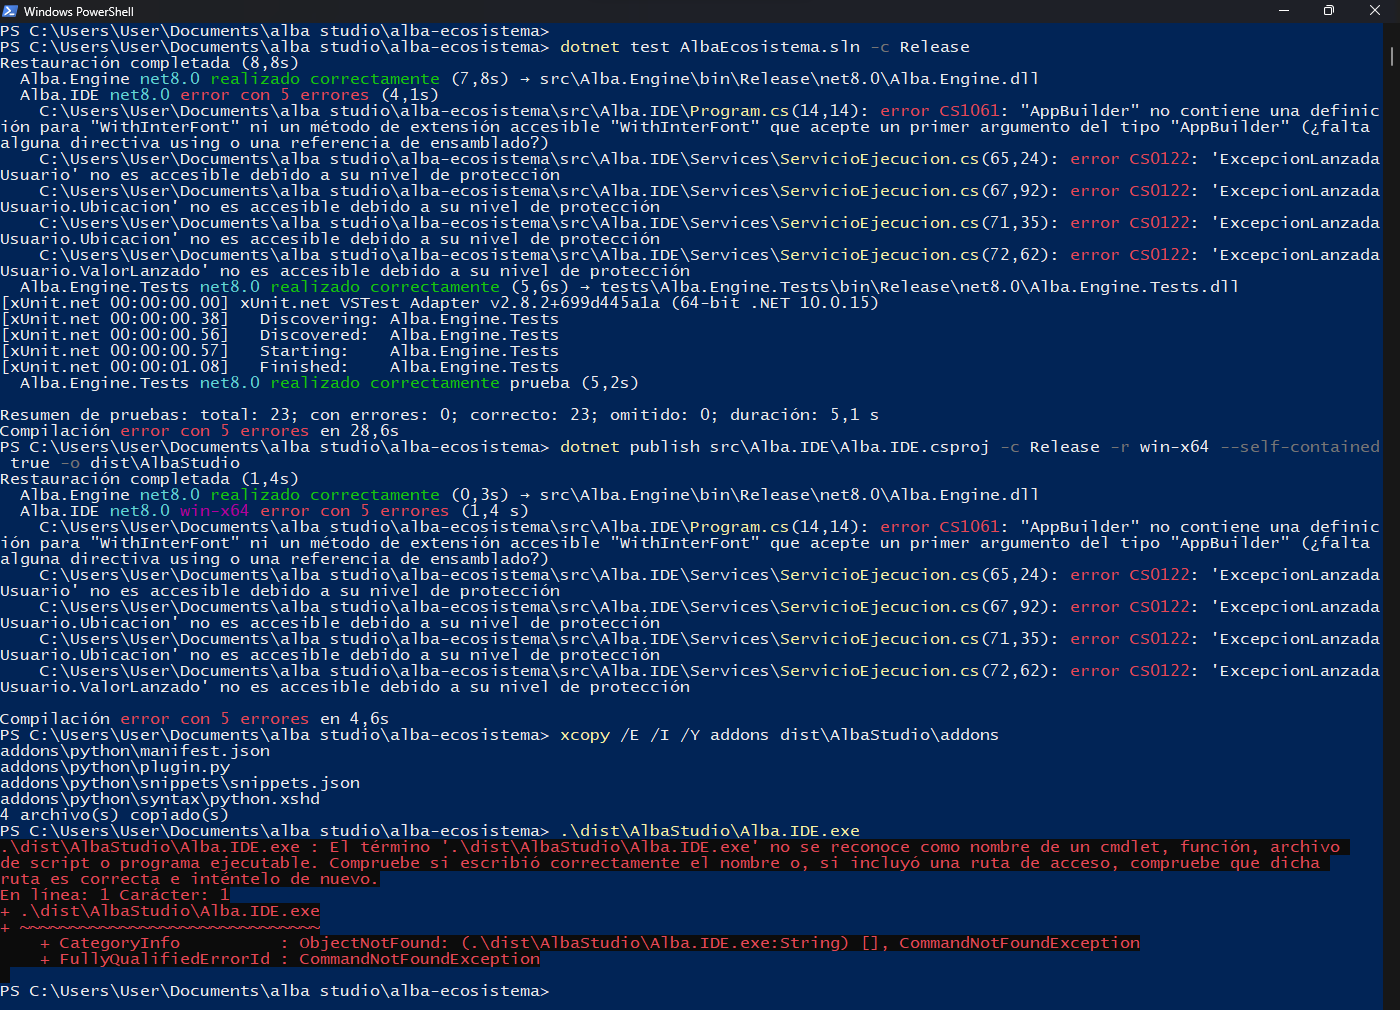 Windows PowerShell
PS C:\Users\User\Documents\alba studio\alba-ecosistema>
PS C:\Users\User\Documents\alba studio\alba-ecosistema> dotnet test AlbaEcosistema.sln -c Release
Restauración completada (8,8s)
  Alba.Engine net8.0 realizado correctamente (7,8s) → src\Alba.Engine\bin\Release\net8.0\Alba.Engine.dll
  Alba.IDE net8.0 error con 5 errores (4,1s)
    C:\Users\User\Documents\alba studio\alba-ecosistema\src\Alba.IDE\Program.cs(14,14): error CS1061: "AppBuilder" no contiene una definic
ión para "WithInterFont" ni un método de extensión accesible "WithInterFont" que acepte un primer argumento del tipo "AppBuilder" (¿falta
alguna directiva using o una referencia de ensamblado?)
    C:\Users\User\Documents\alba studio\alba-ecosistema\src\Alba.IDE\Services\ServicioEjecucion.cs(65,24): error CS0122: 'ExcepcionLanzada
Usuario' no es accesible debido a su nivel de protección
    C:\Users\User\Documents\alba studio\alba-ecosistema\src\Alba.IDE\Services\ServicioEjecucion.cs(67,92): error CS0122: 'ExcepcionLanzada
Usuario.Ubicacion' no es accesible debido a su nivel de protección
    C:\Users\User\Documents\alba studio\alba-ecosistema\src\Alba.IDE\Services\ServicioEjecucion.cs(71,35): error CS0122: 'ExcepcionLanzada
Usuario.Ubicacion' no es accesible debido a su nivel de protección
    C:\Users\User\Documents\alba studio\alba-ecosistema\src\Alba.IDE\Services\ServicioEjecucion.cs(72,62): error CS0122: 'ExcepcionLanzada
Usuario.ValorLanzado' no es accesible debido a su nivel de protección
  Alba.Engine.Tests net8.0 realizado correctamente (5,6s) → tests\Alba.Engine.Tests\bin\Release\net8.0\Alba.Engine.Tests.dll
[xUnit.net 00:00:00.00] xUnit.net VSTest Adapter v2.8.2+699d445a1a (64-bit .NET 10.0.15)
[xUnit.net 00:00:00.38]   Discovering: Alba.Engine.Tests
[xUnit.net 00:00:00.56]   Discovered:  Alba.Engine.Tests
[xUnit.net 00:00:00.57]   Starting:    Alba.Engine.Tests
[xUnit.net 00:00:01.08]   Finished:    Alba.Engine.Tests
  Alba.Engine.Tests net8.0 realizado correctamente prueba (5,2s)
Resumen de pruebas: total: 23; con errores: 0; correcto: 23; omitido: 0; duración: 5,1 s
Compilación error con 5 errores en 28,6s
PS C:\Users\User\Documents\alba studio\alba-ecosistema> dotnet publish src\Alba.IDE\Alba.IDE.csproj -c Release -r win-x64 --self-contained
 true -o dist\AlbaStudio
Restauración completada (1,4s)
  Alba.Engine net8.0 realizado correctamente (0,3s) → src\Alba.Engine\bin\Release\net8.0\Alba.Engine.dll
  Alba.IDE net8.0 win-x64 error con 5 errores (1,4 s)
    C:\Users\User\Documents\alba studio\alba-ecosistema\src\Alba.IDE\Program.cs(14,14): error CS1061: "AppBuilder" no contiene una definic
ión para "WithInterFont" ni un método de extensión accesible "WithInterFont" que acepte un primer argumento del tipo "AppBuilder" (¿falta
alguna directiva using o una referencia de ensamblado?)
    C:\Users\User\Documents\alba studio\alba-ecosistema\src\Alba.IDE\Services\ServicioEjecucion.cs(65,24): error CS0122: 'ExcepcionLanzada
Usuario' no es accesible debido a su nivel de protección
    C:\Users\User\Documents\alba studio\alba-ecosistema\src\Alba.IDE\Services\ServicioEjecucion.cs(67,92): error CS0122: 'ExcepcionLanzada
Usuario.Ubicacion' no es accesible debido a su nivel de protección
    C:\Users\User\Documents\alba studio\alba-ecosistema\src\Alba.IDE\Services\ServicioEjecucion.cs(71,35): error CS0122: 'ExcepcionLanzada
Usuario.Ubicacion' no es accesible debido a su nivel de protección
    C:\Users\User\Documents\alba studio\alba-ecosistema\src\Alba.IDE\Services\ServicioEjecucion.cs(72,62): error CS0122: 'ExcepcionLanzada
Usuario.ValorLanzado' no es accesible debido a su nivel de protección
Compilación error con 5 errores en 4,6s
PS C:\Users\User\Documents\alba studio\alba-ecosistema> xcopy /E /I /Y addons dist\AlbaStudio\addons
addons\python\manifest.json
addons\python\plugin.py
addons\python\snippets\snippets.json
addons\python\syntax\python.xshd
4 archivo(s) copiado(s)
PS C:\Users\User\Documents\alba studio\alba-ecosistema> .\dist\AlbaStudio\Alba.IDE.exe
.\dist\AlbaStudio\Alba.IDE.exe : El término '.\dist\AlbaStudio\Alba.IDE.exe' no se reconoce como nombre de un cmdlet, función, archivo
de script o programa ejecutable. Compruebe si escribió correctamente el nombre o, si incluyó una ruta de acceso, compruebe que dicha
ruta es correcta e inténtelo de nuevo.
En línea: 1 Carácter: 1
+ .\dist\AlbaStudio\Alba.IDE.exe
+ ~~~~~~~~~~~~~~~~~~~~~~~~~~~~~~
    + CategoryInfo          : ObjectNotFound: (.\dist\AlbaStudio\Alba.IDE.exe:String) [], CommandNotFoundException
    + FullyQualifiedErrorId : CommandNotFoundException
PS C:\Users\User\Documents\alba studio\alba-ecosistema>